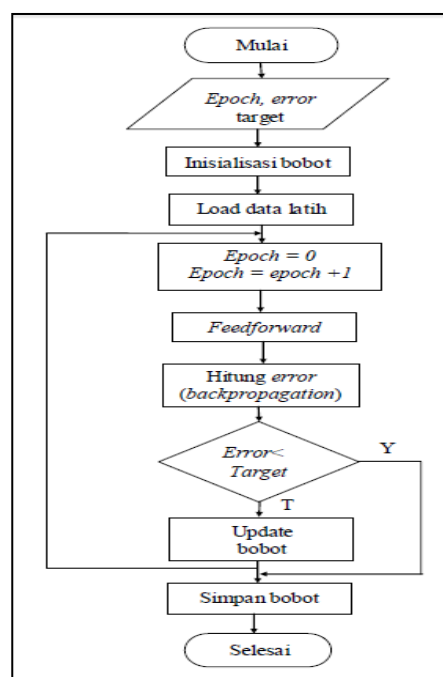 Mulai
Epoch, error
target
Inisialisasi bobot
Load data latih
Epoch = 0
Epoch = epoch +1
Feedforward
Hitung error
(backpropagation)
Error<
Target
Y
T
Update
bobot
Simpan bobot
Selesai